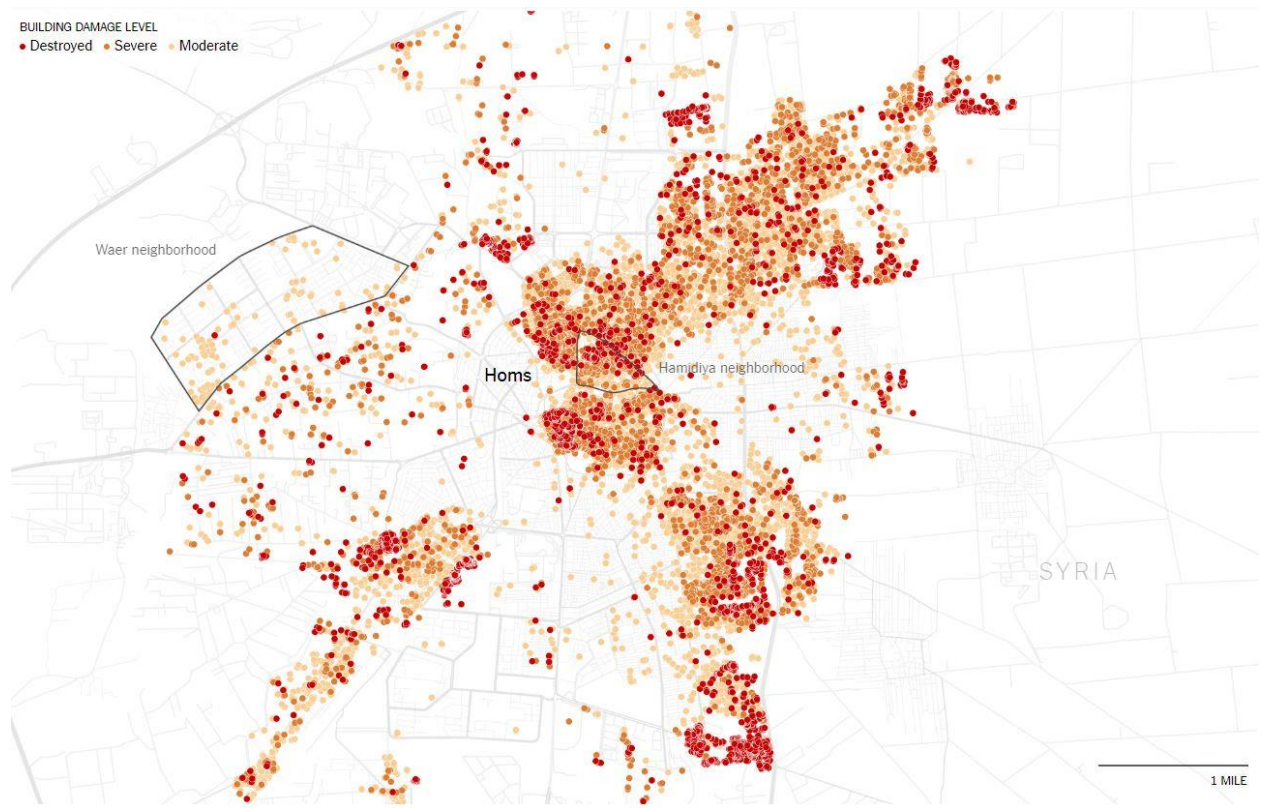 BUILDING DAMAGE LEVEL
Destroyed Severe Moderate
Waer neighborhood
Homs
Hamidiya neighborhood
SYRIA
1 MILE